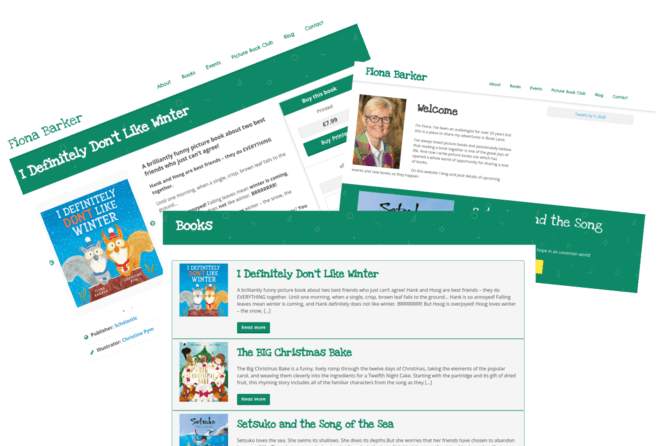 Fiona Barker
About
Books
Events
Picture Book Club
Blog
Contact
I Definitely Don't Like Winter
A brilliantly funny picture book about two best
friends who just can't agree!
Hank and Hoog are best friends – they do EVERYTHING
together.
Until one morning, when a single, crisp, brown leaf falls to the
ground…
Falling leaves mean winter is coming,
not like winter.
winter – the snow, the
I DEFINITELY
DON'T LIKE
WINTER
Publisher: Scholastic
Illustrator: Christine Pym
Buy this book
Printed
£7.99
Buy Printed
Fiona Barker
About
Books
Events
Picture Book Club
Blog
Contact
Welcome
Setsuko
and the Song
Books
I DEFINITELY
DON'T LIKE
WINTER
I Definitely Don't Like Winter
A brilliantly funny picture book about two best friends who just can't agree! Hank and Hoog are best friends – they do
EVERYTHING together. Until one morning, when a single, crisp, brown leaf falls to the ground… Hank is so annoyed! Falling
leaves mean winter is coming, and Hank definitely does not like winter. BRRRRRRR! But Hoog is overjoyed! Hoog loves winter
– the snow, […]
Read more
The BIG Christmas Bake
The Big Christmas Bake is a funny, lively romp through the twelve days of Christmas, taking the elements of the popular
carol, and weaving them cleverly into the ingredients for a Twelfth Night Cake. Starting with the partridge and its gift of dried
fruit, this rhyming story includes all of the familiar characters from the song as they […]
Read more
Setsuko
Setsuko and the Song of the Sea
Setsuko loves the sea. She swims its shallows. She dives its depths. But she worries that her friends have chosen to abandon